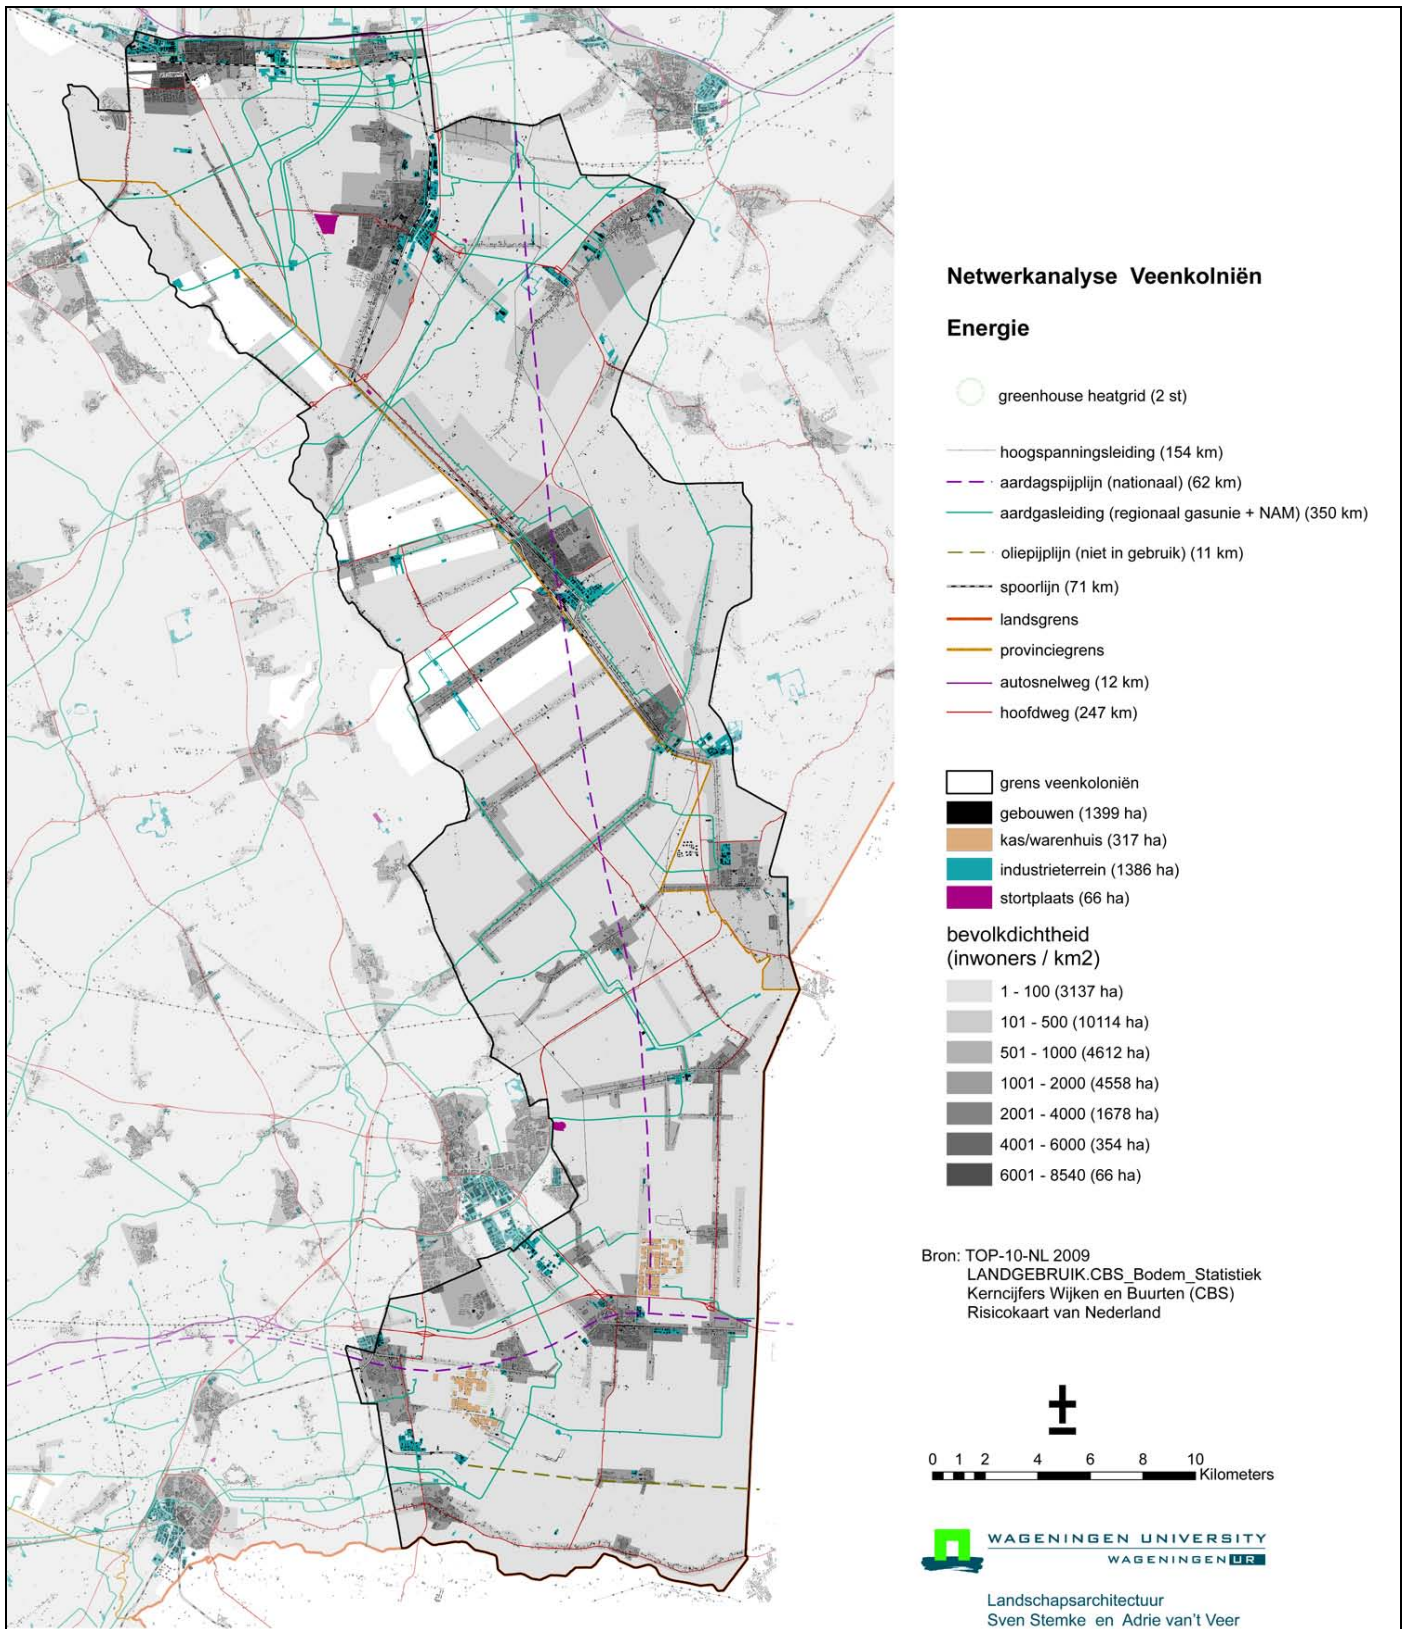 Netwerkanalyse Veenkolniën
Energie
greenhouse heatgrid (2 st)
hoogspanningsleiding (154 km)
aardagspijplijn (nationaal) (62 km)
aardgasleiding (regionaal gasunie + NAM) (350 km)
oliepijplijn (niet in gebruik) (11 km)
spoorlijn (71 km)
landsgrens
provinciegrens
autosnelweg (12 km)
hoofdweg (247 km)
grens veenkoloniën
gebouwen (1399 ha)
kas/warenhuis (317 ha)
industrieterrein (1386 ha)
stortplaats (66 ha)
bevolkdichtheid
(inwoners / km2)
1 - 100 (3137 ha)
101 - 500 (10114 ha)
501 - 1000 (4612 ha)
1001 - 2000 (4558 ha)
2001 - 4000 (1678 ha)
4001 - 6000 (354 ha)
6001 - 8540 (66 ha)
Bron: TOP-10-NL 2009
LANDGEBRUIK.CBS_Bodem_Statistiek
Kerncijfers Wijken en Buurten (CBS)
Risicokaart van Nederland
0 1 2 4 6 8 10
Kilometers
WAGENINGEN UNIVERSITY
WAGENINGEN UR
Landschapsarchitectuur
Sven Stemke en Adrie van't Veer